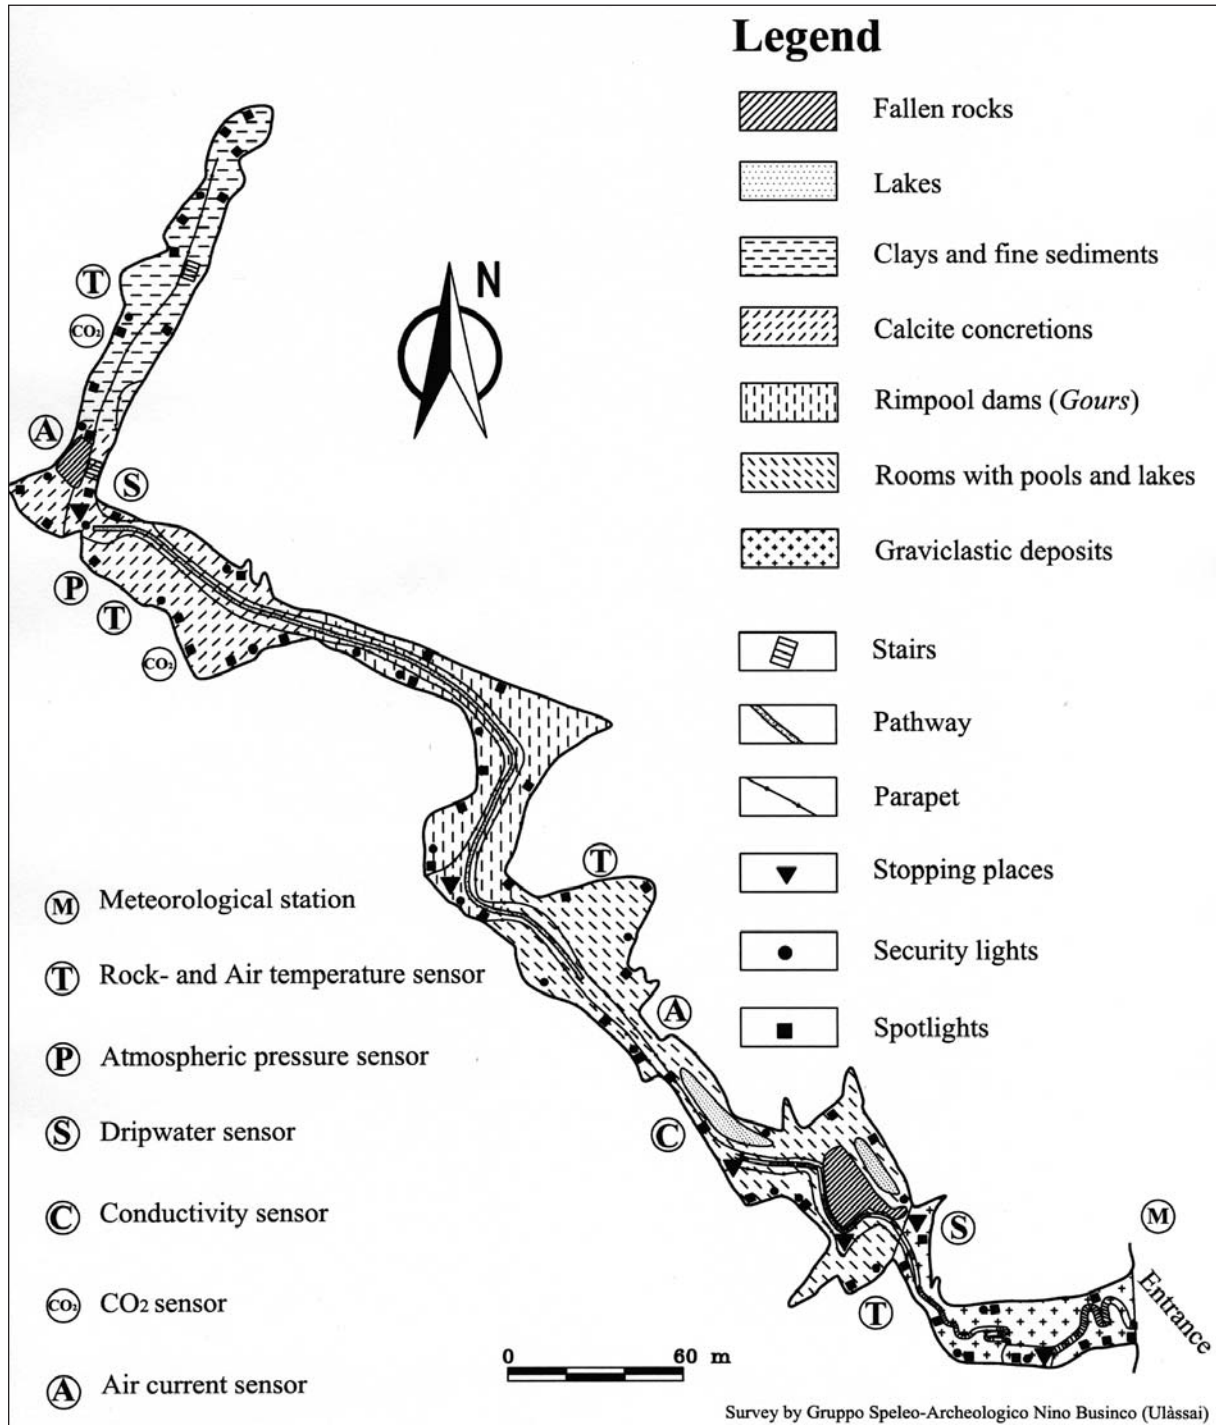 Legend
Fallen rocks
Lakes
Clays and fine sediments
Calcite concretions
Rimpool dams (Gours)
Rooms with pools and lakes
Graviclastic deposits
Stairs
Pathway
Parapet
Stopping places
Security lights
Spotlights
N
T
CO2
A
S
P
T
CO2
T
A
C
S
M
T
Entrance
M Meteorological station
T Rock- and Air temperature sensor
P Atmospheric pressure sensor
S Dripwater sensor
C Conductivity sensor
CO2 CO2 sensor
A Air current sensor
0 60 m
Survey by Gruppo Speleo-Archeologico Nino Businco (Ulàssai)